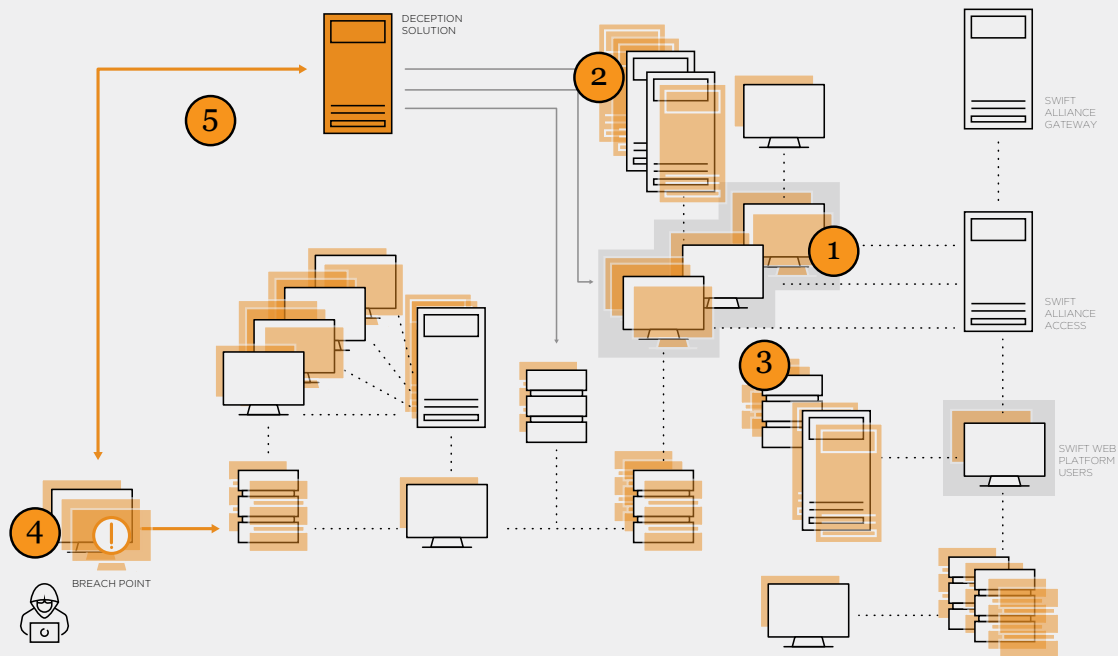 DECEPTION
SOLUTION
2
5
SWIFT
ALLIANCE
GATEWAY
1
SWIFT
ALLIANCE
ACCESS
3
SWIFT WEB
PLATFORM
USERS
4
!
BREACH POINT